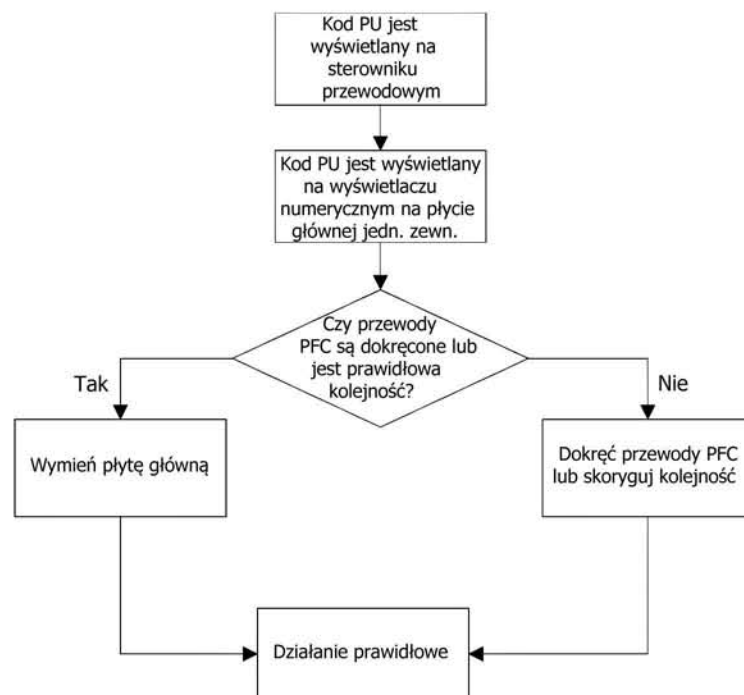 Kod PU jest
wyświetlany na
sterowniku
przewodowym
Kod PU jest wyświetlany
na wyświetlaczu
numerycznym na płycie
głównej jedn. zewn.
Czy przewody
PFC są dokręcone lub
jest prawidłowa
kolejność?
Tak
Nie
Wymień płytę główną
Dokręć przewody PFC
lub skoryguj kolejność
Działanie prawidłowe